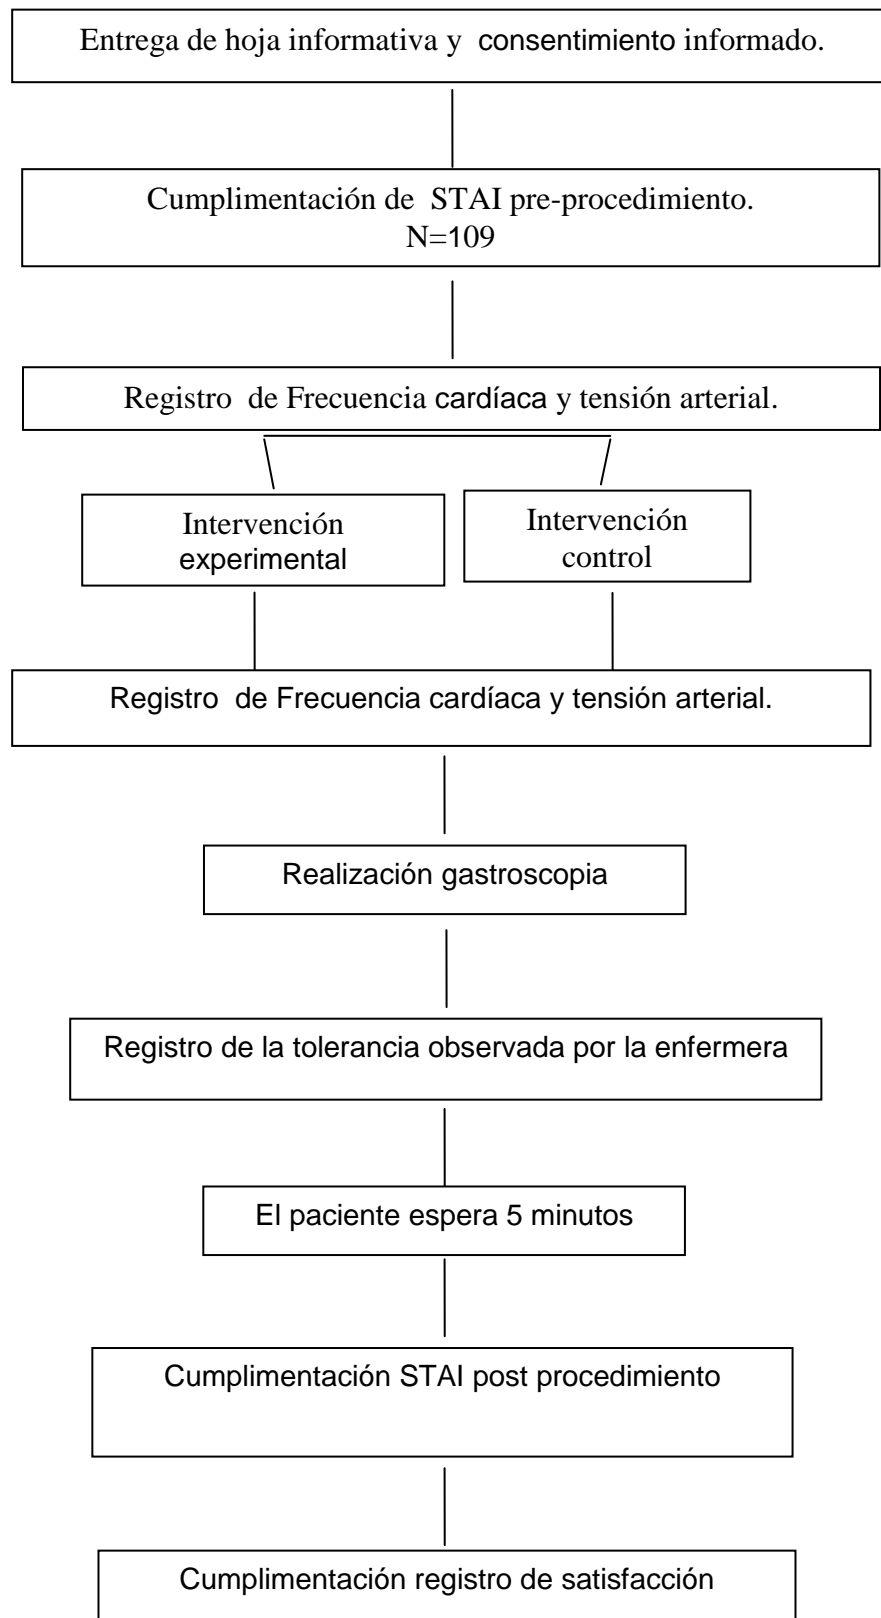 Entrega de hoja informativa y consentimiento informado.
Cumplimentación de STAI pre-procedimiento.
N=109
Registro de Frecuencia cardíaca y tensión arterial.
Intervención
experimental
Intervención
control
Registro de Frecuencia cardíaca y tensión arterial.
Realización gastroscopia
Registro de la tolerancia observada por la enfermera
El paciente espera 5 minutos
Cumplimentación STAI post procedimiento
Cumplimentación registro de satisfacción